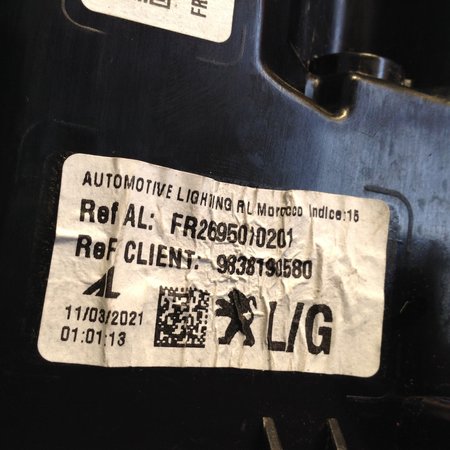 FR
AUTOMOTIVE LIGHTING RL Morocco Indice:15
Ref AL: FR2695010201
Ref CLIENT: 9838190580
AL
11/03/2021
01:01:13
L/G